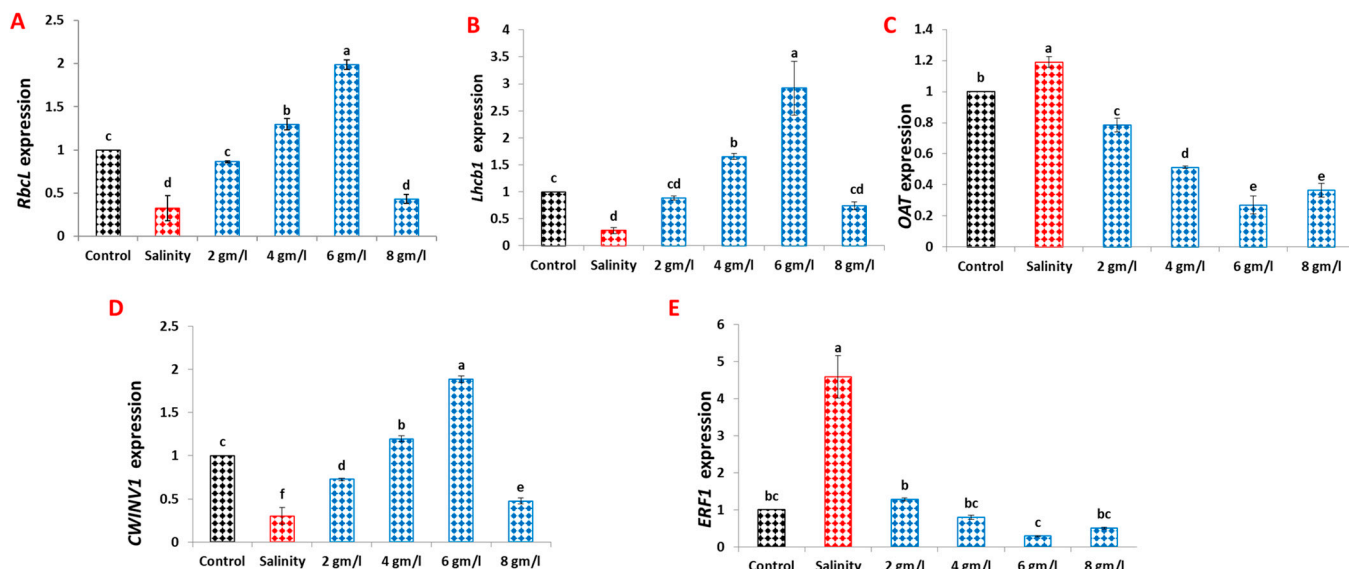 A
RbcL expression
2.5
2
1.5
1
0.5
0
c
d
c
b
a
d
Control Salinity 2 gm/l 4 gm/l 6 gm/l 8 gm/l
B
Lhcb1 expression
4
3.5
3
2.5
2
1.5
1
0.5
0
c
d
cd
b
a
cd
Control Salinity 2 gm/l 4 gm/l 6 gm/l 8 gm/l
C
OAT expression
1.4
1.2
1
0.8
0.6
0.4
0.2
0
b
a
c
d
e
e
Control Salinity 2 gm/l 4 gm/l 6 gm/l 8 gm/l
D
CWINV1 expression
2.5
2
1.5
1
0.5
0
c
f
d
b
a
e
Control Salinity 2 gm/l 4 gm/l 6 gm/l 8 gm/l
E
ERF1 expression
6
5
4
3
2
1
0
bc
a
b
bc
c
bc
Control Salinity 2 gm/l 4 gm/l 6 gm/l 8 gm/l